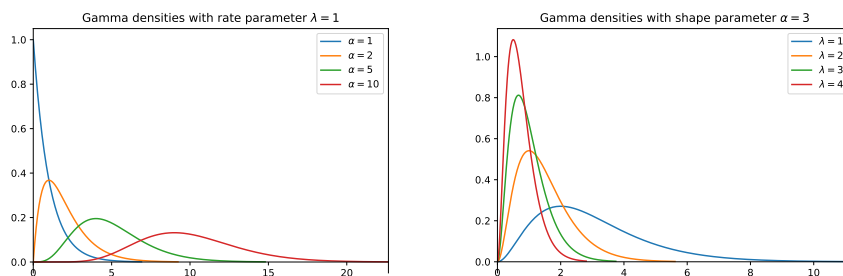 Gamma densities with rate parameter λ = 1
1.0
0.8
0.6
0.4
0.2
0.0
0
5
10
15
20
α = 1
α = 2
α = 5
α = 10
Gamma densities with shape parameter α = 3
1.0
0.8
0.6
0.4
0.2
0.0
0
2
4
6
8
10
λ = 1
λ = 2
λ = 3
λ = 4